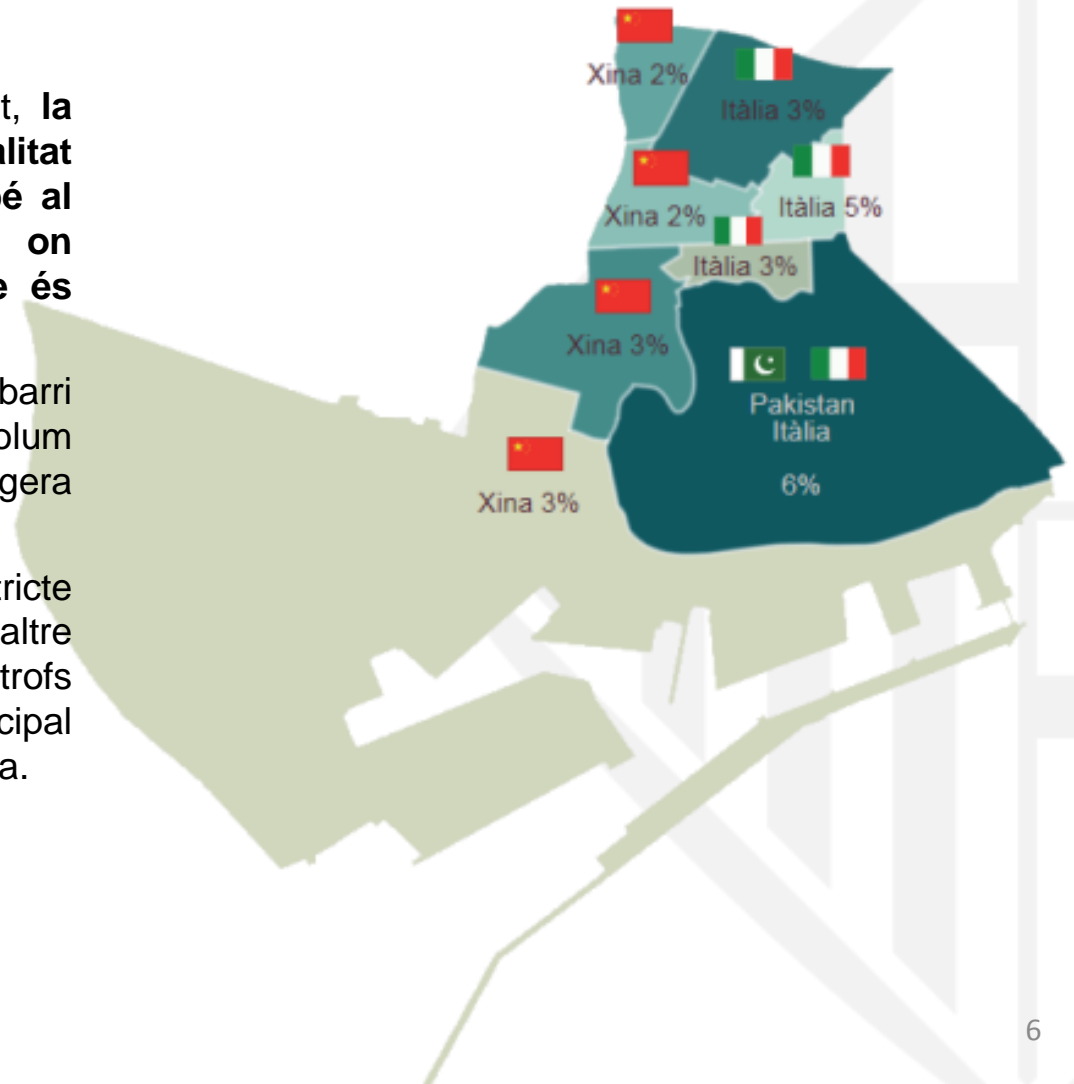 t, la
alitat
bé al
on
e és
barri
olum
gera
tricte
altre
trofs
cipal
a.
Xina 2%
Itàlia 3%
Xina 2%
Itàlia 5%
Itàlia 3%
Xina 3%
Pakistan
Itàlia
6%
Xina 3%
6